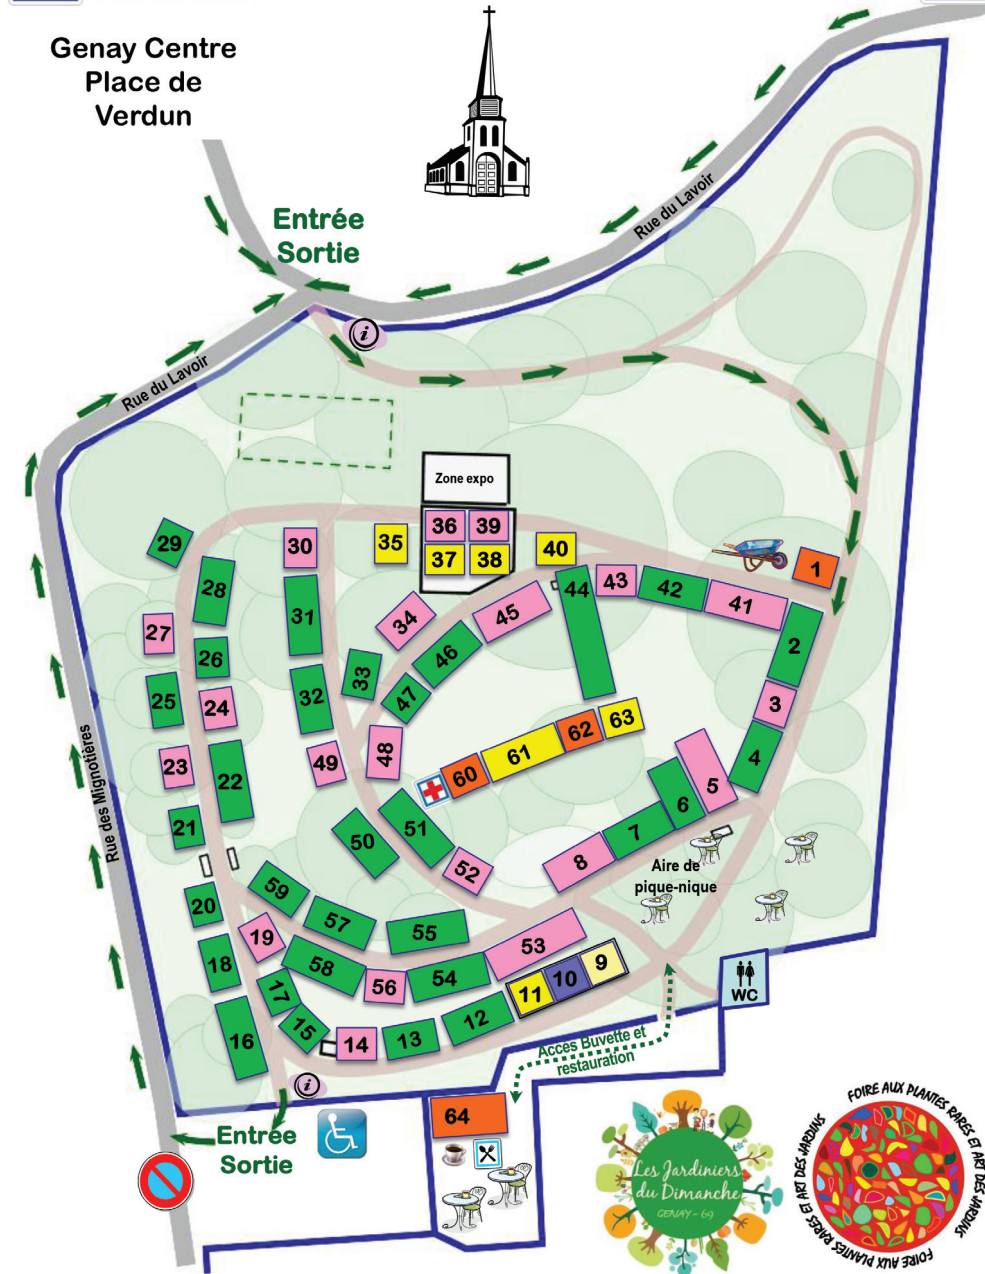 Genay Centre
Place de
Verdun
Entrée
Sortie
Rue du Lavoir
i
Rue du Lavoir
Zone expo
36 39
37 38
29
30
35
40
1
28
31
44
43
42
41
27
34
45
2
26
33
46
25
24
32
47
3
23
22
49
48
60
61
62
63
4
5
Rue des Mignotières
21
50
51
6
7
8
52
Aire de
pique-nique
20
59
57
55
53
19
18
58
56
54
9
10
11
WC
17
16
15
14
13
12
Acces Buvette et
restauration
i
64
Entrée
Sortie
Les Jardiniers
du Dimanche
GENAY - 69
FOIRE AUX PLANTES RARES ET ART DES JARDINS
FOIRE AUX PLANTES RARES ET ART DES JARDINS